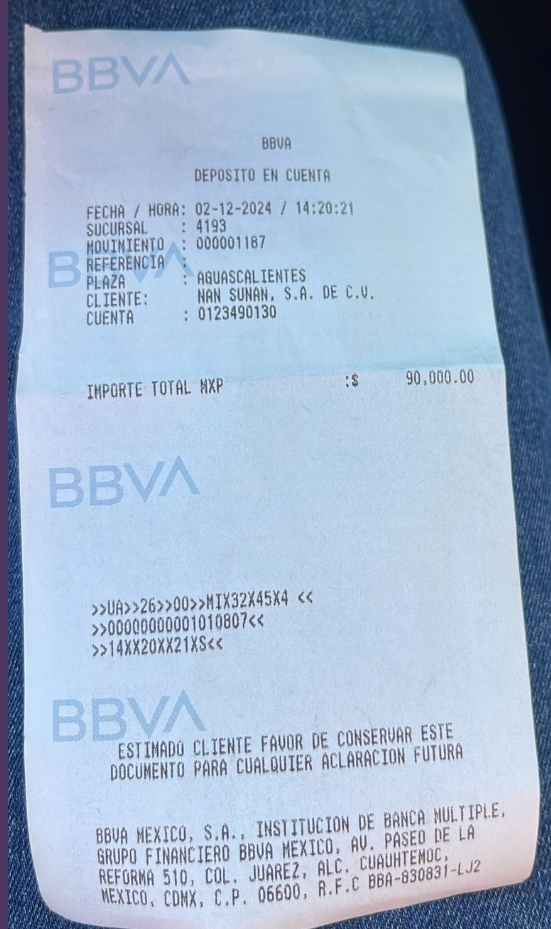 BBVA
BBVA
DEPOSITO EN CUENTA
FECHA / HORA: 02-12-2024 / 14:20:21
SUCURSAL : 4193
MOVIMIENTO : 000001187
BBVA
REFERENCIA :
PLAZA : AGUASCALIENTES
CLIENTE: NAN SUNAN, S.A. DE C.V.
CUENTA : 0123490130
IMPORTE TOTAL MXP :$ 90,000.00
BBVA
>>UA>>26>>00>>MIX32X45X4 <<
>>00000000001010807<<
>>14XX20XX21XS<<
BBVA
ESTIMADO CLIENTE FAVOR DE CONSERVAR ESTE
DOCUMENTO PARA CUALQUIER ACLARACION FUTURA
BBVA MEXICO, S.A., INSTITUCION DE BANCA MULTIPLE,
GRUPO FINANCIERO BBVA MEXICO, AV. PASEO DE LA
REFORMA 510, COL. JUAREZ, ALC. CUAUHTEMOC,
MEXICO, CDMX, C.P. 06600, R.F.C BBA-830831-LJ2